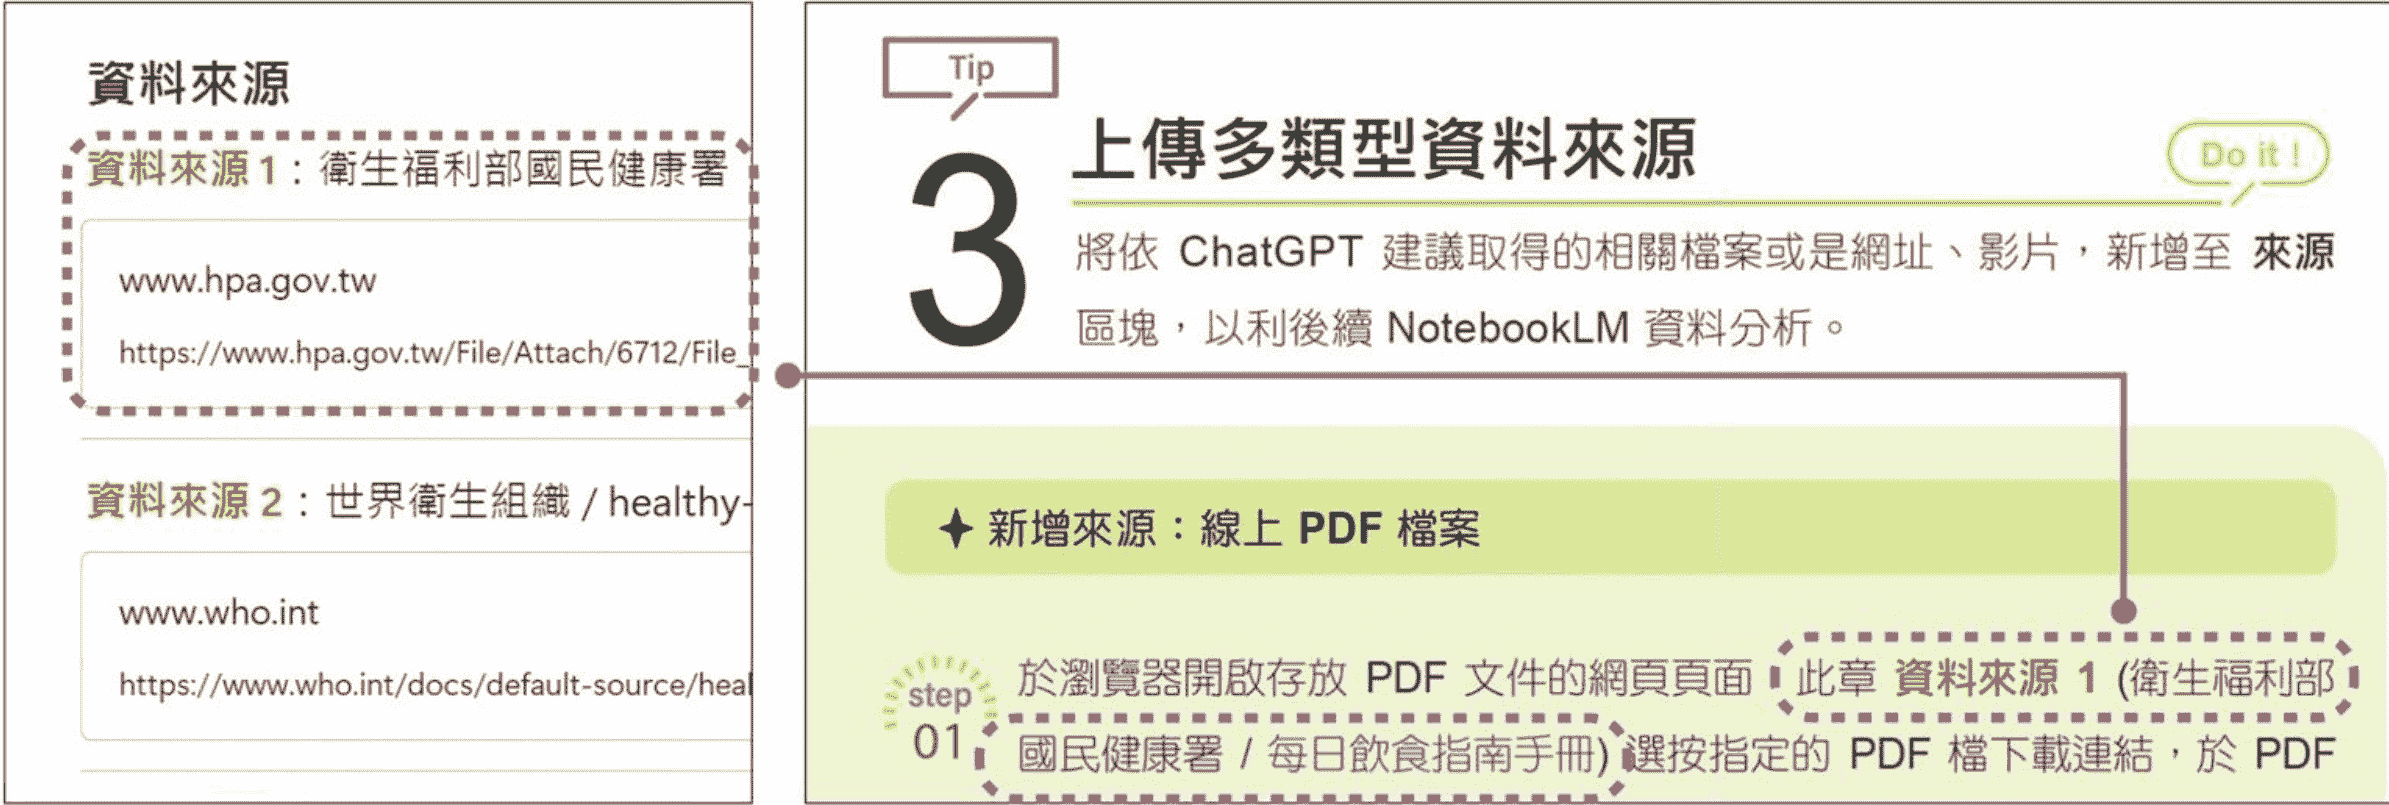 資料來源
資料來源 1：衛生福利部國民健康署
www.hpa.gov.tw
https://www.hpa.gov.tw/File/Attach/6712/File_
資料來源 2：世界衛生組織 / healthy-
www.who.int
https://www.who.int/docs/default-source/heal
Tip
3
上傳多類型資料來源
Do it！
將依 ChatGPT 建議取得的相關檔案或是網址、影片，新增至 來源
區塊，以利後續 NotebookLM 資料分析。
新增來源：線上 PDF 檔案
step
01
於瀏覽器開啟存放 PDF 文件的網頁頁面 此章 資料來源 1 (衛生福利部
國民健康署 / 每日飲食指南手冊) 選按指定的 PDF 檔下載連結，於 PDF